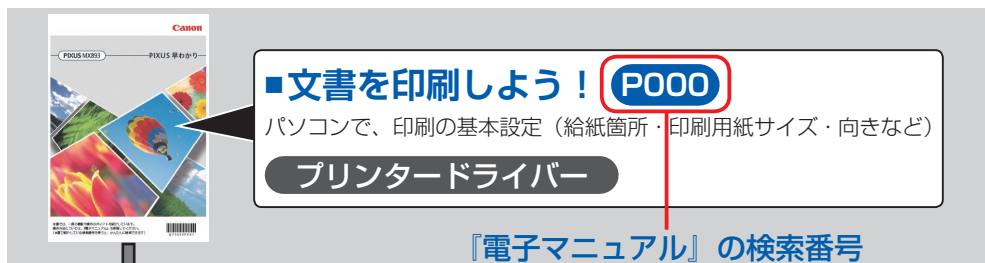 Canon
PIXUS MX893
PIXUS 早わかり
■文書を印刷しよう！ P000
パソコンで、印刷の基本設定（給紙箇所・印刷用紙サイズ・向きなど）
プリンタードライバー
『電子マニュアル』の検索番号